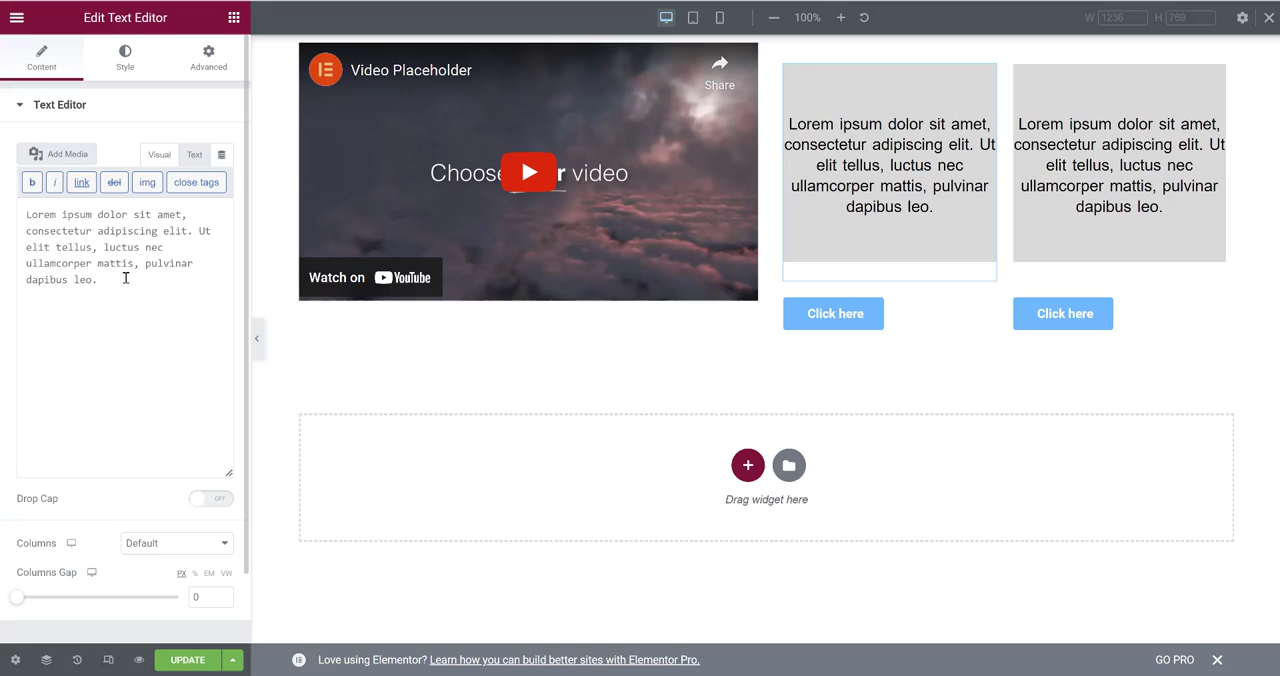 Edit Text Editor
100%
W 1236 H 769
Content Style Advanced
Text Editor
Add Media Visual Text
b i link del img close tags
Lorem ipsum dolor sit amet,
consectetur adipiscing elit. Ut
elit tellus, luctus nec
ullamcorper mattis, pulvinar
dapibus leo.
Drop Cap OFF
Columns Default
Columns Gap PX % EM VW
0
UPDATE
Video Placeholder
Share
Choose your video
Watch on YouTube
Lorem ipsum dolor sit amet,
consectetur adipiscing elit. Ut
elit tellus, luctus nec
ullamcorper mattis, pulvinar
dapibus leo.
Click here
Lorem ipsum dolor sit amet,
consectetur adipiscing elit. Ut
elit tellus, luctus nec
ullamcorper mattis, pulvinar
dapibus leo.
Click here
Drag widget here
Love using Elementor? Learn how you can build better sites with Elementor Pro.
GO PRO